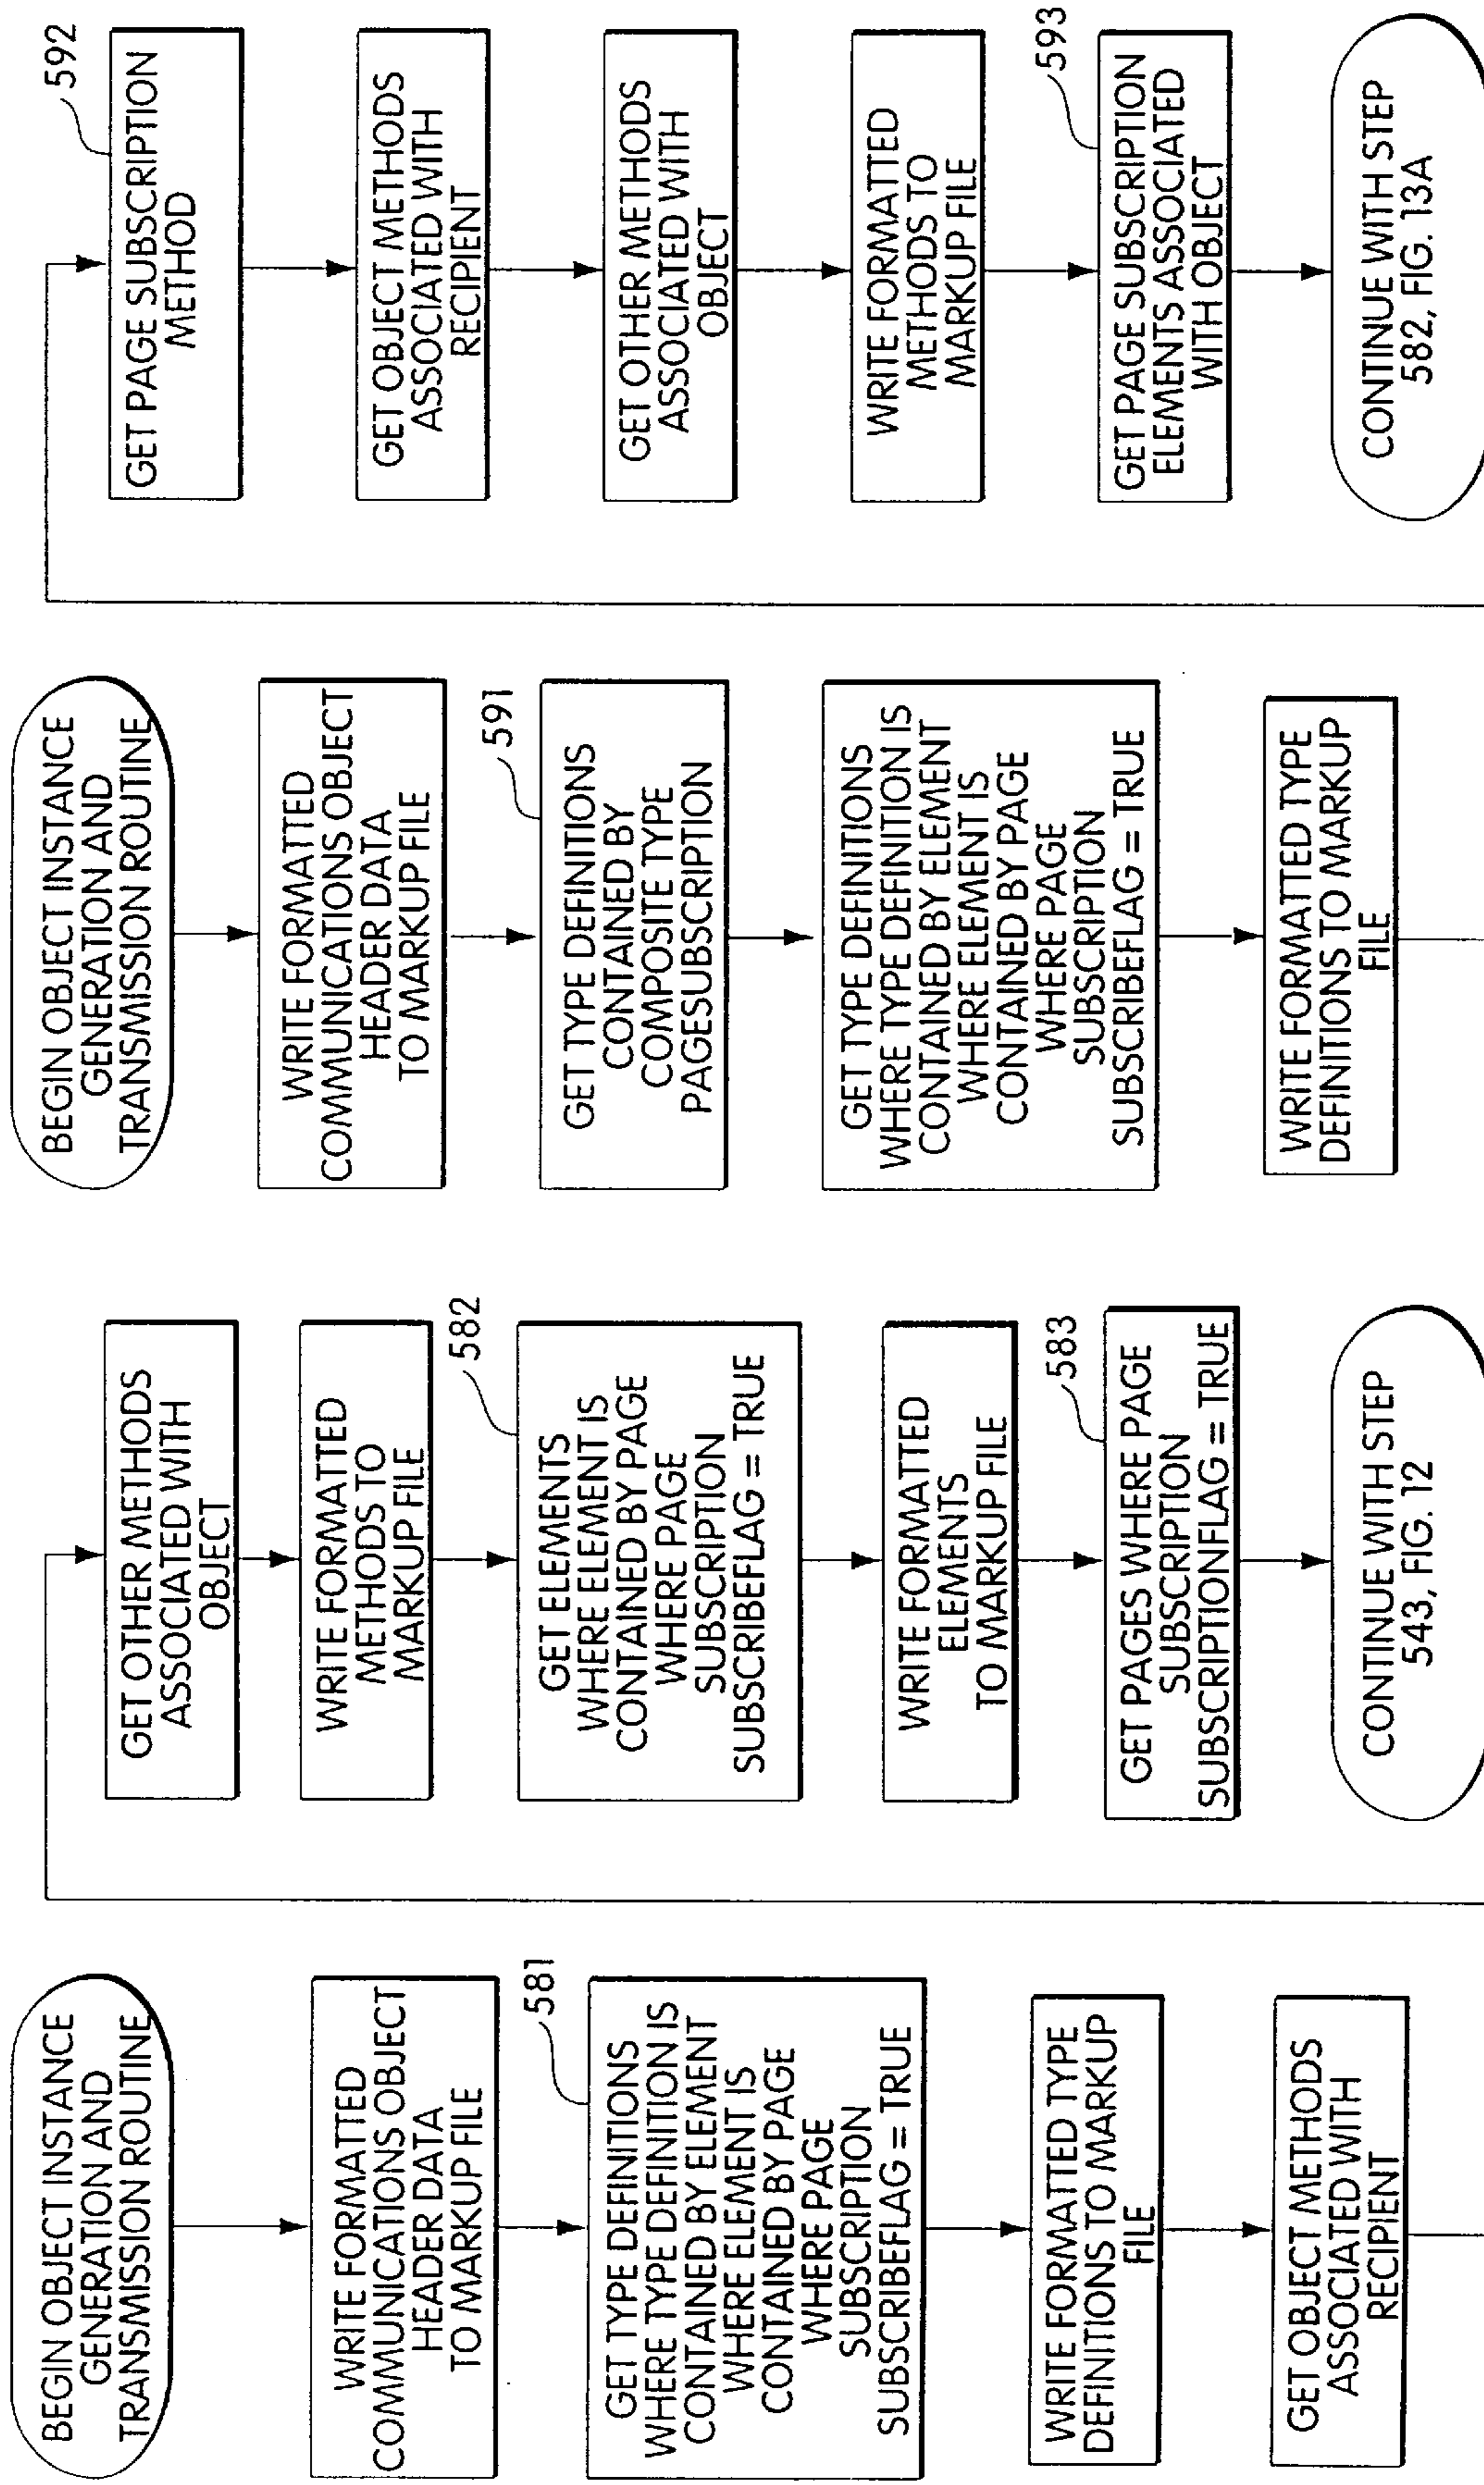 BEGIN OBJECT INSTANCE
GENERATION AND
TRANSMISSION ROUTINE
WRITE FORMATTED
COMMUNICATIONS OBJECT
HEADER DATA
TO MARKUP FILE
581
GET TYPE DEFINITIONS
WHERE TYPE DEFINITION IS
CONTAINED BY ELEMENT
WHERE ELEMENT IS
CONTAINED BY PAGE
WHERE PAGE
SUBSCRIPTION
SUBSCRIBEFLAG = TRUE
WRITE FORMATTED TYPE
DEFINITIONS TO MARKUP
FILE
GET OBJECT METHODS
ASSOCIATED WITH
RECIPIENT
GET OTHER METHODS
ASSOCIATED WITH
OBJECT
WRITE FORMATTED
METHODS TO
MARKUP FILE
582
GET ELEMENTS
WHERE ELEMENT IS
CONTAINED BY PAGE
WHERE PAGE
SUBSCRIPTION
SUBSCRIBEFLAG = TRUE
WRITE FORMATTED
ELEMENTS
TO MARKUP FILE
583
GET PAGES WHERE PAGE
SUBSCRIPTION
SUBSCRIPTIONFLAG = TRUE
CONTINUE WITH STEP
543, FIG. 12
BEGIN OBJECT INSTANCE
GENERATION AND
TRANSMISSION ROUTINE
WRITE FORMATTED
COMMUNICATIONS OBJECT
HEADER DATA
TO MARKUP FILE
591
GET TYPE DEFINITIONS
CONTAINED BY
COMPOSITE TYPE
PAGESUBSCRIPTION
GET TYPE DEFINITIONS
WHERE TYPE DEFINITION IS
CONTAINED BY ELEMENT
WHERE ELEMENT IS
CONTAINED BY PAGE
WHERE PAGE
SUBSCRIPTION
SUBSCRIBEFLAG = TRUE
WRITE FORMATTED TYPE
DEFINITIONS TO MARKUP
FILE
592
GET PAGE SUBSCRIPTION
METHOD
GET OBJECT METHODS
ASSOCIATED WITH
RECIPIENT
GET OTHER METHODS
ASSOCIATED WITH
OBJECT
WRITE FORMATTED
METHODS TO
MARKUP FILE
593
GET PAGE SUBSCRIPTION
ELEMENTS ASSOCIATED
WITH OBJECT
CONTINUE WITH STEP
582, FIG. 13A